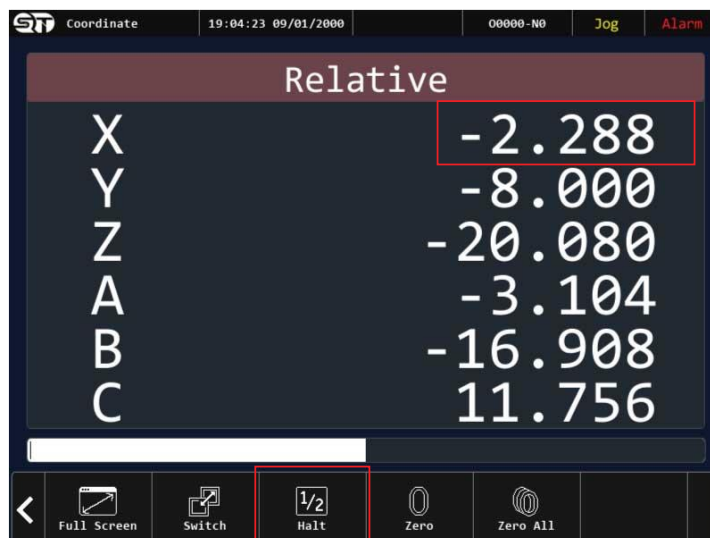 SQT Coordinate 19:04:23 09/01/2000 O0000-N0 Jog Alarm
Relative
X -2.288
Y -8.000
Z -20.080
A -3.104
B -16.908
C 11.756
1/2
Full Screen Switch Halt Zero Zero All